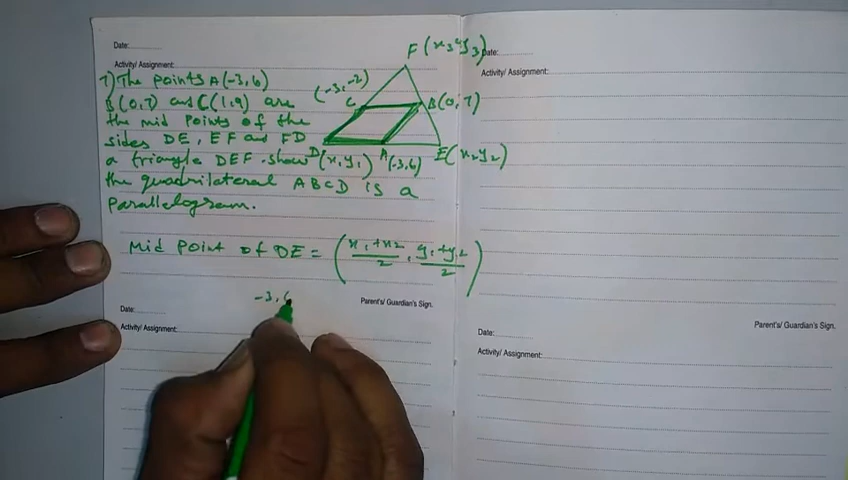 Date:
Activity/ Assignment:
7) The points A(-3,6)
B(0,7) and C(1,9) are
the mid points of the
sides DE, EF and FD
a triangle DEF. show
the quadrilateral ABCD is a
parallelogram.
F(x3 y3)
(-3,-2)
C
B(0,7)
D(x1 y1)
A(-3,6)
E(x2 y2)
Mid point of DE = (x1+x2/2, y1+y2/2)
-3,6
Parent's/ Guardian's Sign.
Date:
Activity/ Assignment:
Date:
Activity/ Assignment:
Parent's/ Guardian's Sign.
Date:
Activity/ Assignment: